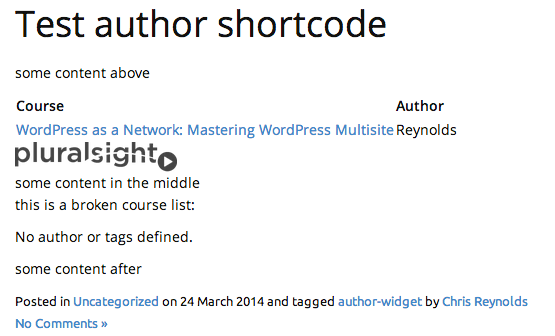 Test author shortcode
some content above
Course Author
WordPress as a Network: Mastering WordPress Multisite Reynolds
pluralsight
some content in the middle
this is a broken course list:
No author or tags defined.
some content after
Posted in Uncategorized on 24 March 2014 and tagged author-widget by Chris Reynolds
No Comments »